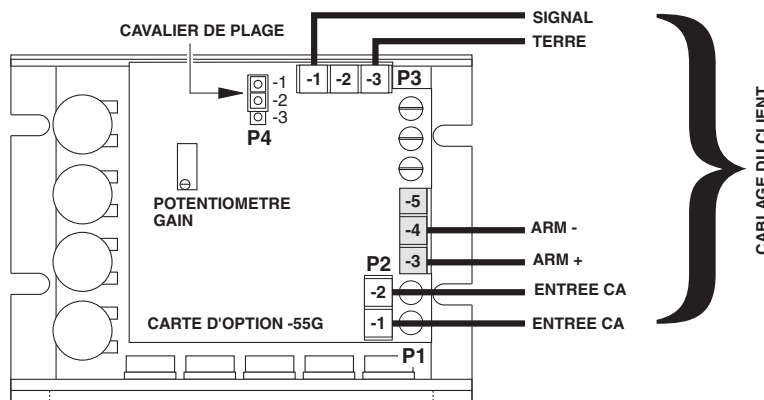 SIGNAL
CAVALIER DE PLAGE
TERRE
-1 -2 -3 P3
-1
-2
-3
P4
POTENTIOMETRE
GAIN
-5
-4
ARM -
-3
ARM +
P2
-2
ENTREE CA
CARTE D'OPTION -55G
-1
ENTREE CA
P1
CABLAGE DU CLIENT